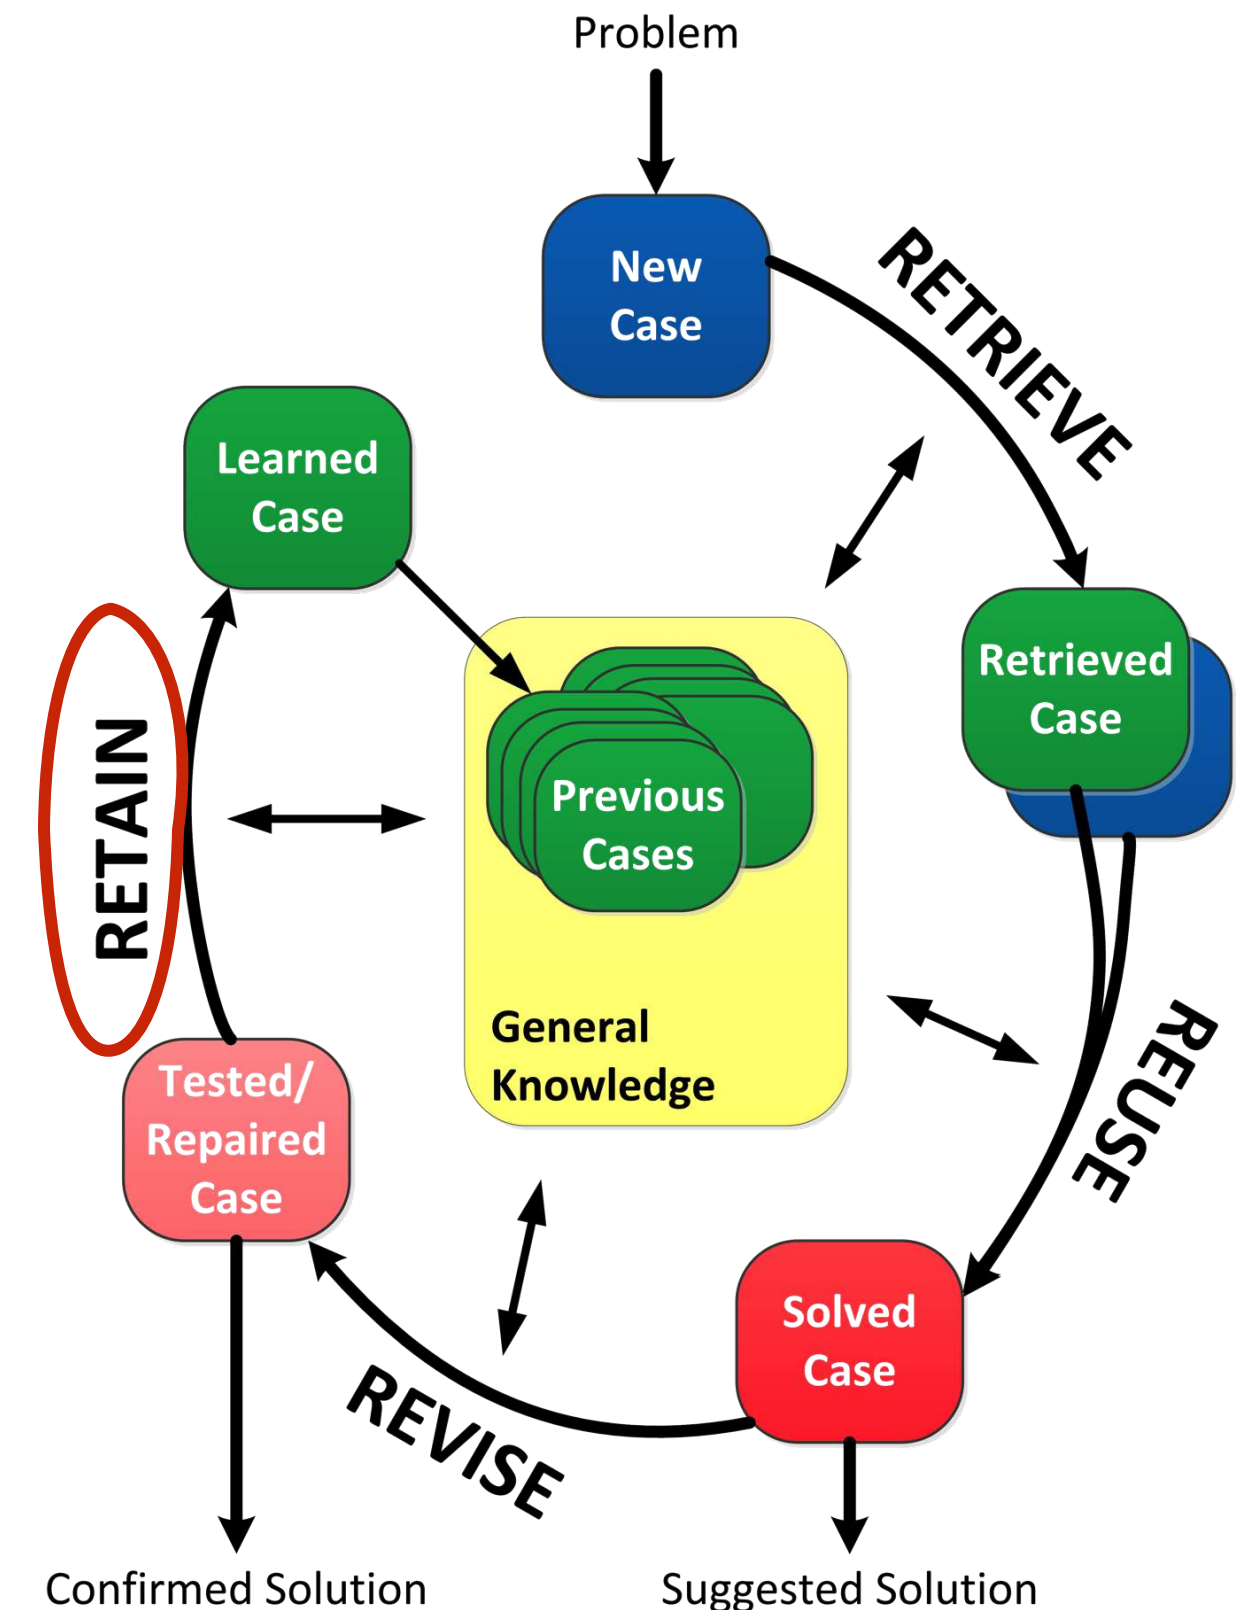 Problem
New
Case
RETRIEVE
Learned
Case
Retrieved
Case
Previous
Cases
RETAIN
General
Knowledge
REUSE
Tested/
Repaired
Case
Solved
Case
REVISE
Confirmed Solution
Suggested Solution